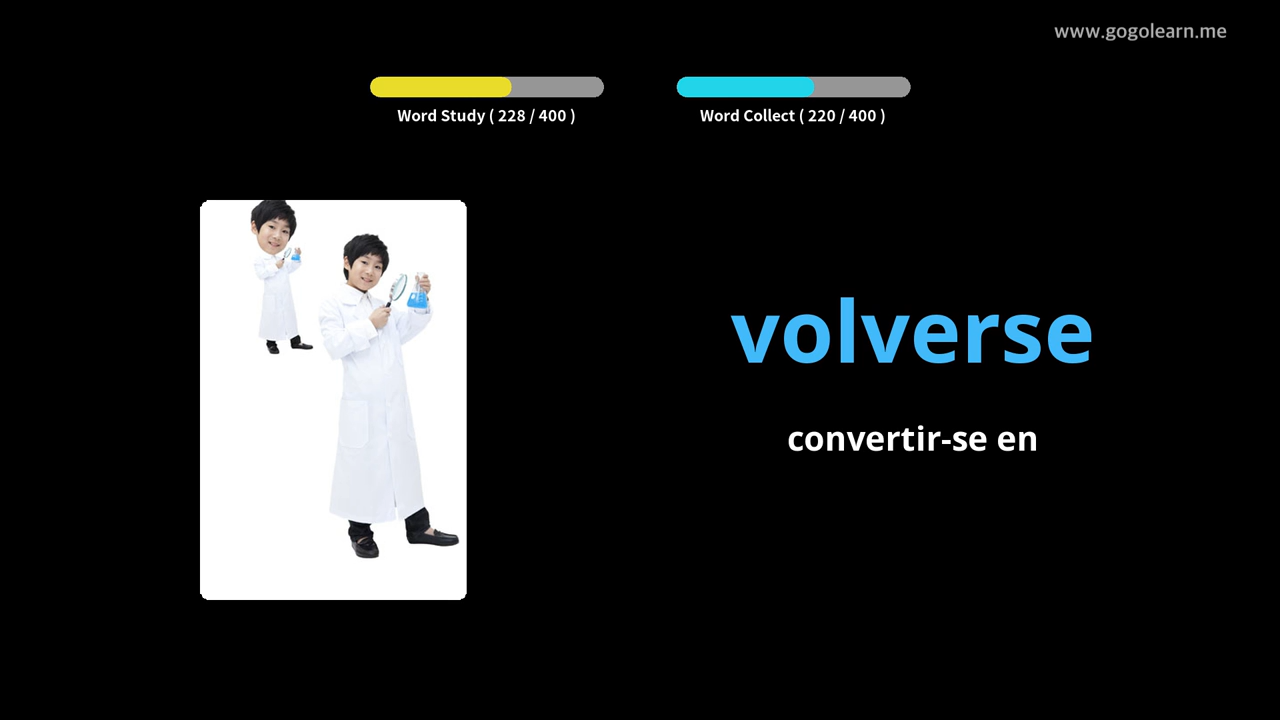 www.gogolearn.me
Word Study ( 228 / 400 )
Word Collect ( 220 / 400 )
volverse
convertir-se en